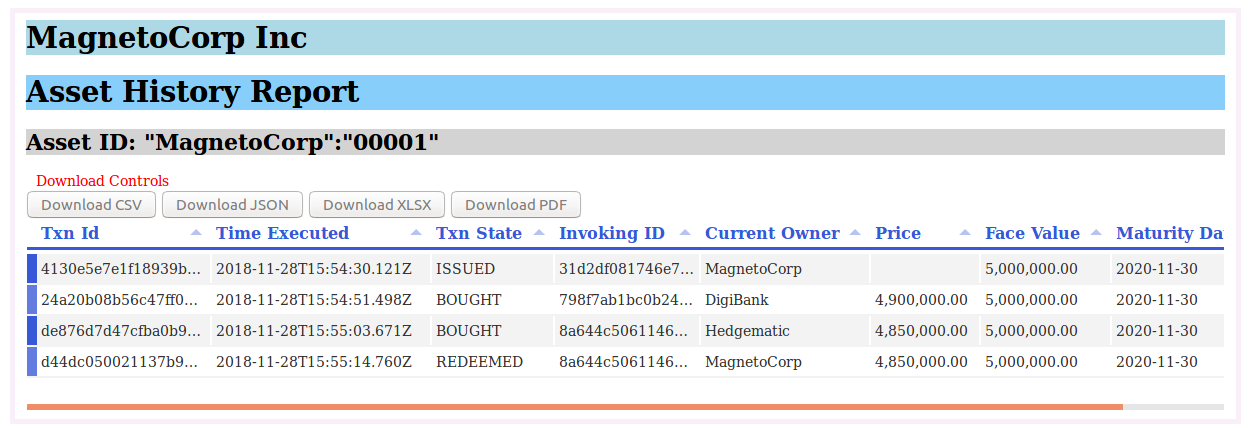 MagnetoCorp Inc
Asset History Report
Asset ID: "MagnetoCorp":"00001"
Download Controls
Download CSV Download JSON Download XLSX Download PDF
Txn Id Time Executed Txn State Invoking ID Current Owner Price Face Value Maturity Da
4130e5e7e1f18939b... 2018-11-28T15:54:30.121Z ISSUED 31d2df081746e7... MagnetoCorp 5,000,000.00 2020-11-30
24a20b08b56c47ff0... 2018-11-28T15:54:51.498Z BOUGHT 798f7ab1bc0b24... DigiBank 4,900,000.00 5,000,000.00 2020-11-30
de876d7d47cfba0b9... 2018-11-28T15:55:03.671Z BOUGHT 8a644c5061146... Hedgematic 4,850,000.00 5,000,000.00 2020-11-30
d44dc050021137b9... 2018-11-28T15:55:14.760Z REDEEMED 8a644c5061146... MagnetoCorp 4,850,000.00 5,000,000.00 2020-11-30